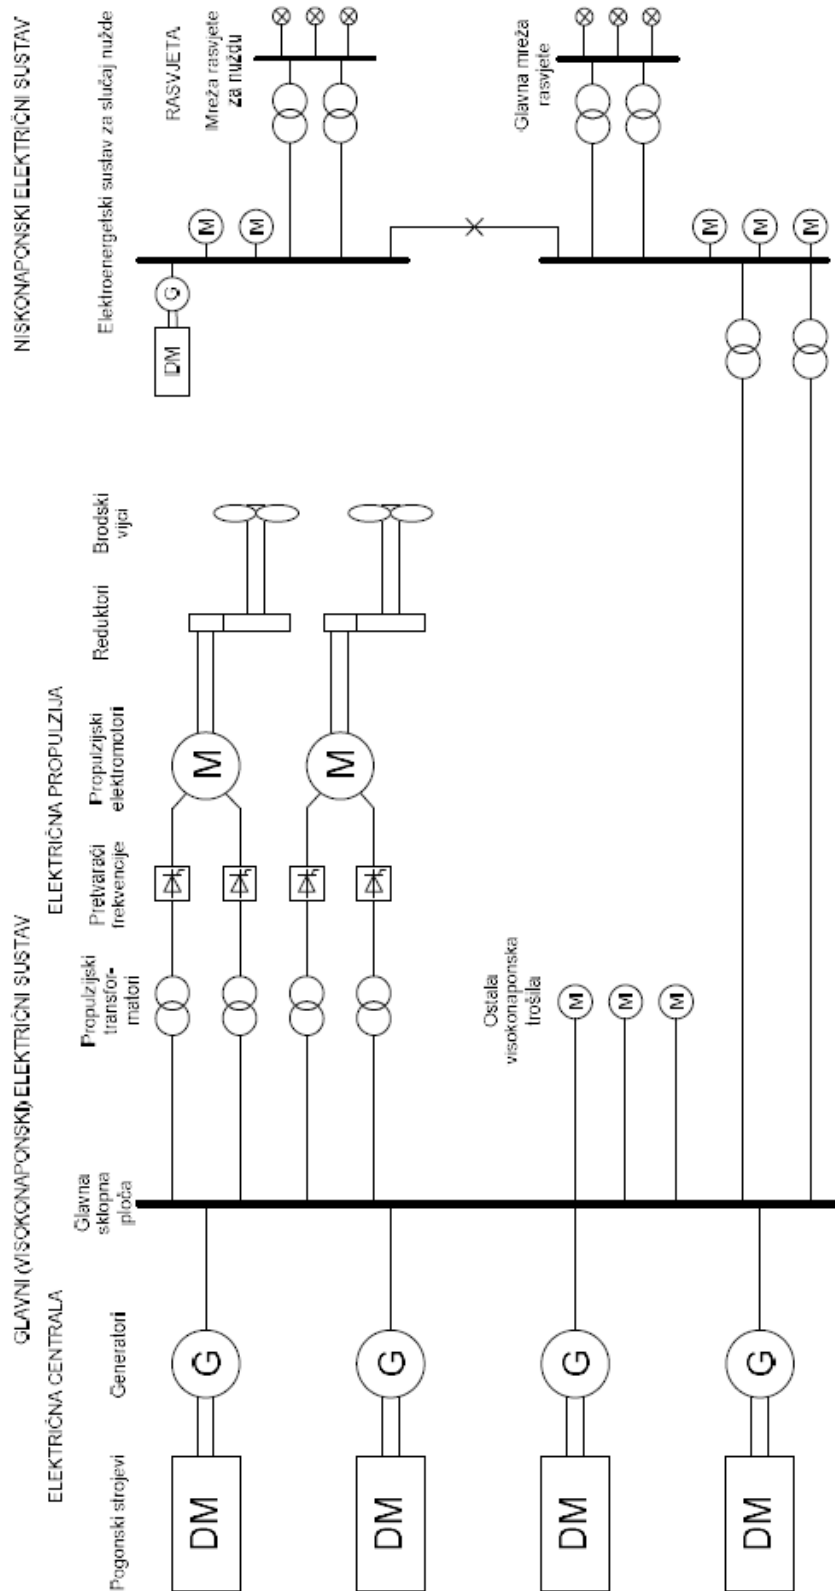 GLAVNI (VISOKONAPONSKI) ELEKTRIČNI SUSTAV
NISKONAPONSKI ELEKTRIČNI SUSTAV
ELEKTRIČNA CENTRALA
ELEKTRIČNA PROPULZIJA
Pogonski strojevi
Generatori
Glavna
sklopna
ploča
Propulzijski
transfor-
matori
Pretvarači
frekvencije
Propulzijski
elektromotori
Reduktori
Brodski
vijci
Elektroenergetski sustav za slučaj nužde
RASVJETA
Mreža rasvjete
za nuždu
Glavna mreža
rasvjete
Ostala
visokonaponska
trošila
DM
G
DM
G
DM
G
DM
G
M
M
M
M
M
DM
G
M
M
M
M
M